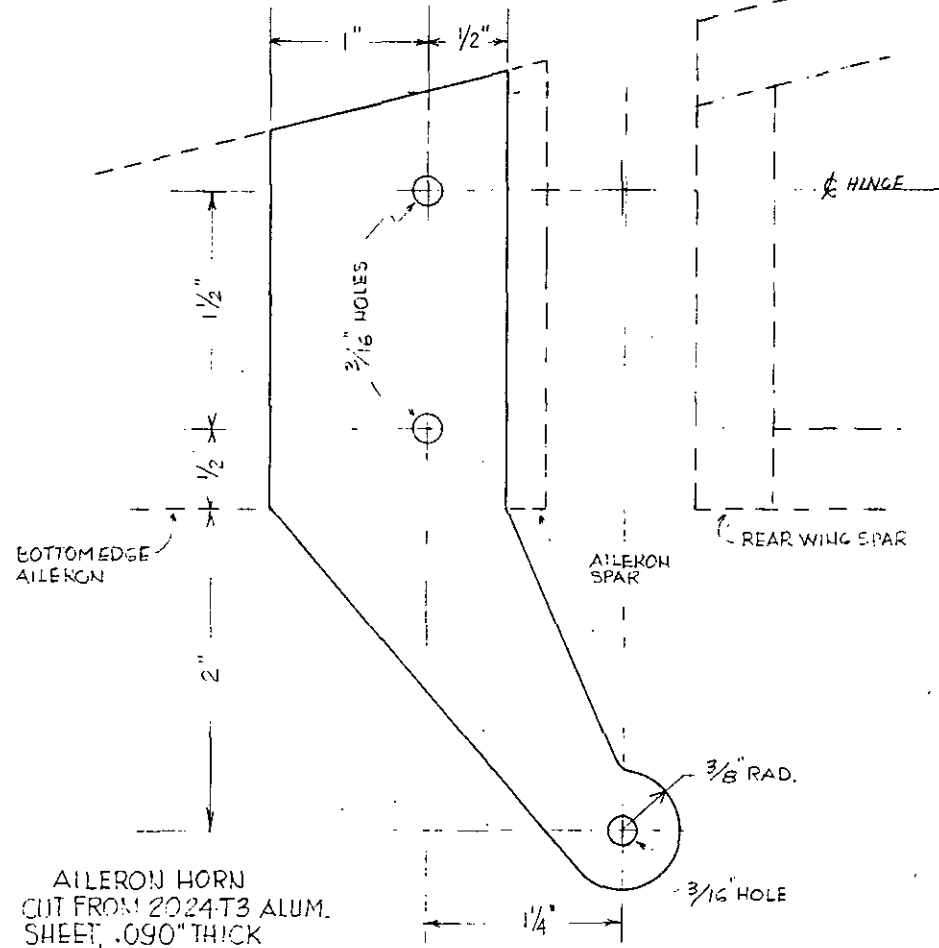 1"
1/2"
℄ HINGE
3/16" HOLES
1 1/2"
1/2
BOTTOM EDGE
AILERON
AILERON
SPAR
REAR WING SPAR
2"
3/8" RAD.
3/16" HOLE
1 1/4"
AILERON HORN
CUT FROM 2024-T3 ALUM.
SHEET, .090" THICK